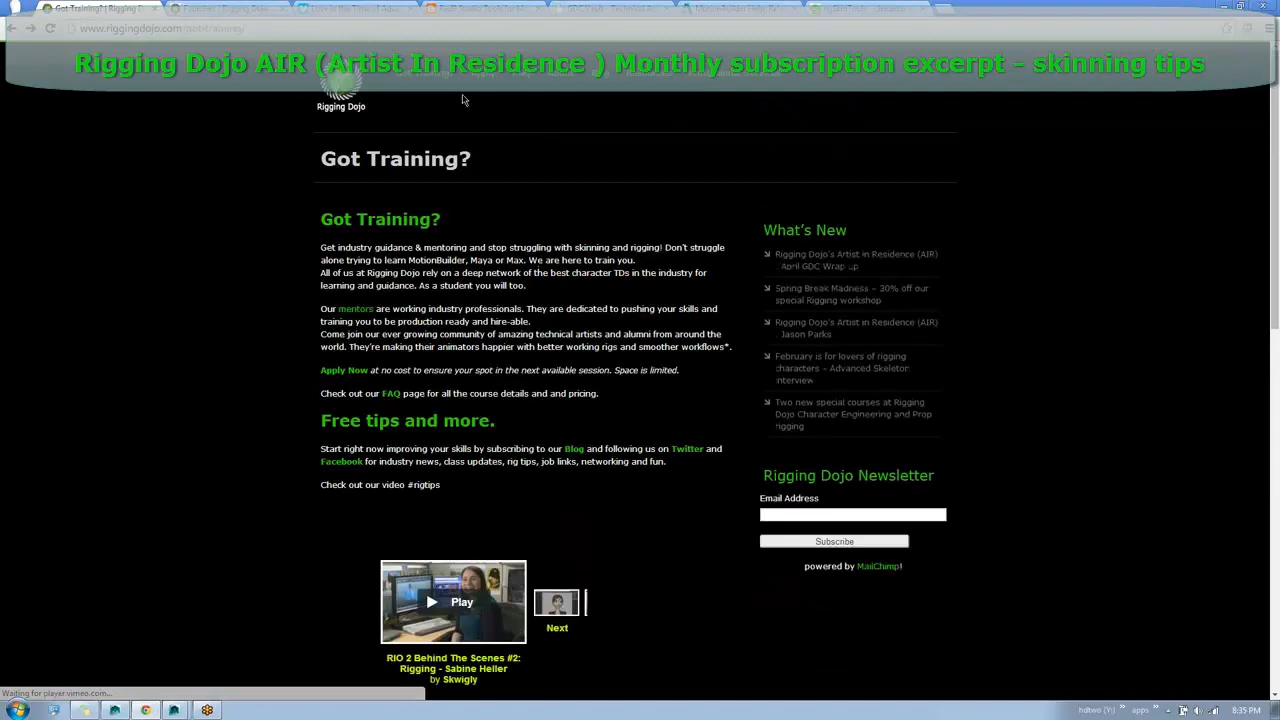 Got Training? | Rigging D
www.riggingdojo.com/
Rigging Dojo AIR (Artist In Residence ) Monthly subscription excerpt - skinning tips
Rigging Dojo
Got Training?
Got Training?
Get industry guidance & mentoring and stop struggling with skinning and rigging! Don't struggle
alone trying to learn MotionBuilder, Maya or Max. We are here to train you.
All of us at Rigging Dojo rely on a deep network of the best character TDs in the industry for
learning and guidance. As a student you will too.
Our mentors are working industry professionals. They are dedicated to pushing your skills and
training you to be production ready and hire-able.
Come join our ever growing community of amazing technical artists and alumni from around the
world. They're making their animators happier with better working rigs and smoother workflows*.
Apply Now at no cost to ensure your spot in the next available session. Space is limited.
Check out our FAQ page for all the course details and and pricing.
Free tips and more.
Start right now improving your skills by subscribing to our Blog and following us on Twitter and
Facebook for industry news, class updates, rig tips, job links, networking and fun.
Check out our video #rigtips
Play
Next
RIO 2 Behind The Scenes #2:
Rigging - Sabine Heller
by Skwigly
What's New
Rigging Dojo's Artist in Residence (AIR)
April GDC Wrap up
Spring Break Madness – 30% off our
special Rigging workshop
Rigging Dojo's Artist in Residence (AIR)
Jason Parks
February is for lovers of rigging
characters – Advanced Skeleton
interview
Two new special courses at Rigging
Dojo Character Engineering and Prop
rigging
Rigging Dojo Newsletter
Email Address
Subscribe
powered by MailChimp!
Waiting for player.vimeo.com...
hdtwo (Y:) » apps » 8:35 PM